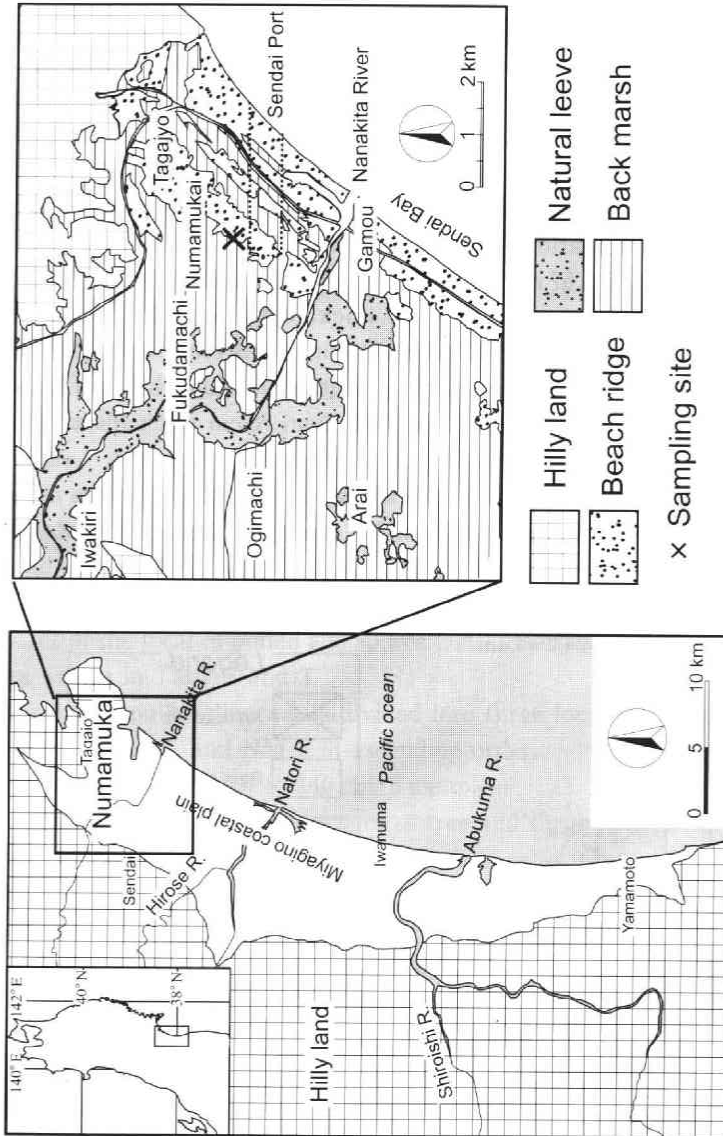 140° E
142° E
40° N
38° N
Hilly land
Sendai
Hirose R.
Tagaio
Numamuka
Nanakita R.
Natori R.
Miyagino coastal plain
Iwanuma
Pacific ocean
Abukuma R.
Shiroishi R.
Yamamoto
0 5 10 km
Iwakiri
Fukudamachi
Numamukai
Tagajyo
Sendai Port
Ogimachi
Arai
Gamou
Nanakita River
Sendai Bay
0 1 2 km
Hilly land
Natural leeve
Beach ridge
Back marsh
× Sampling site